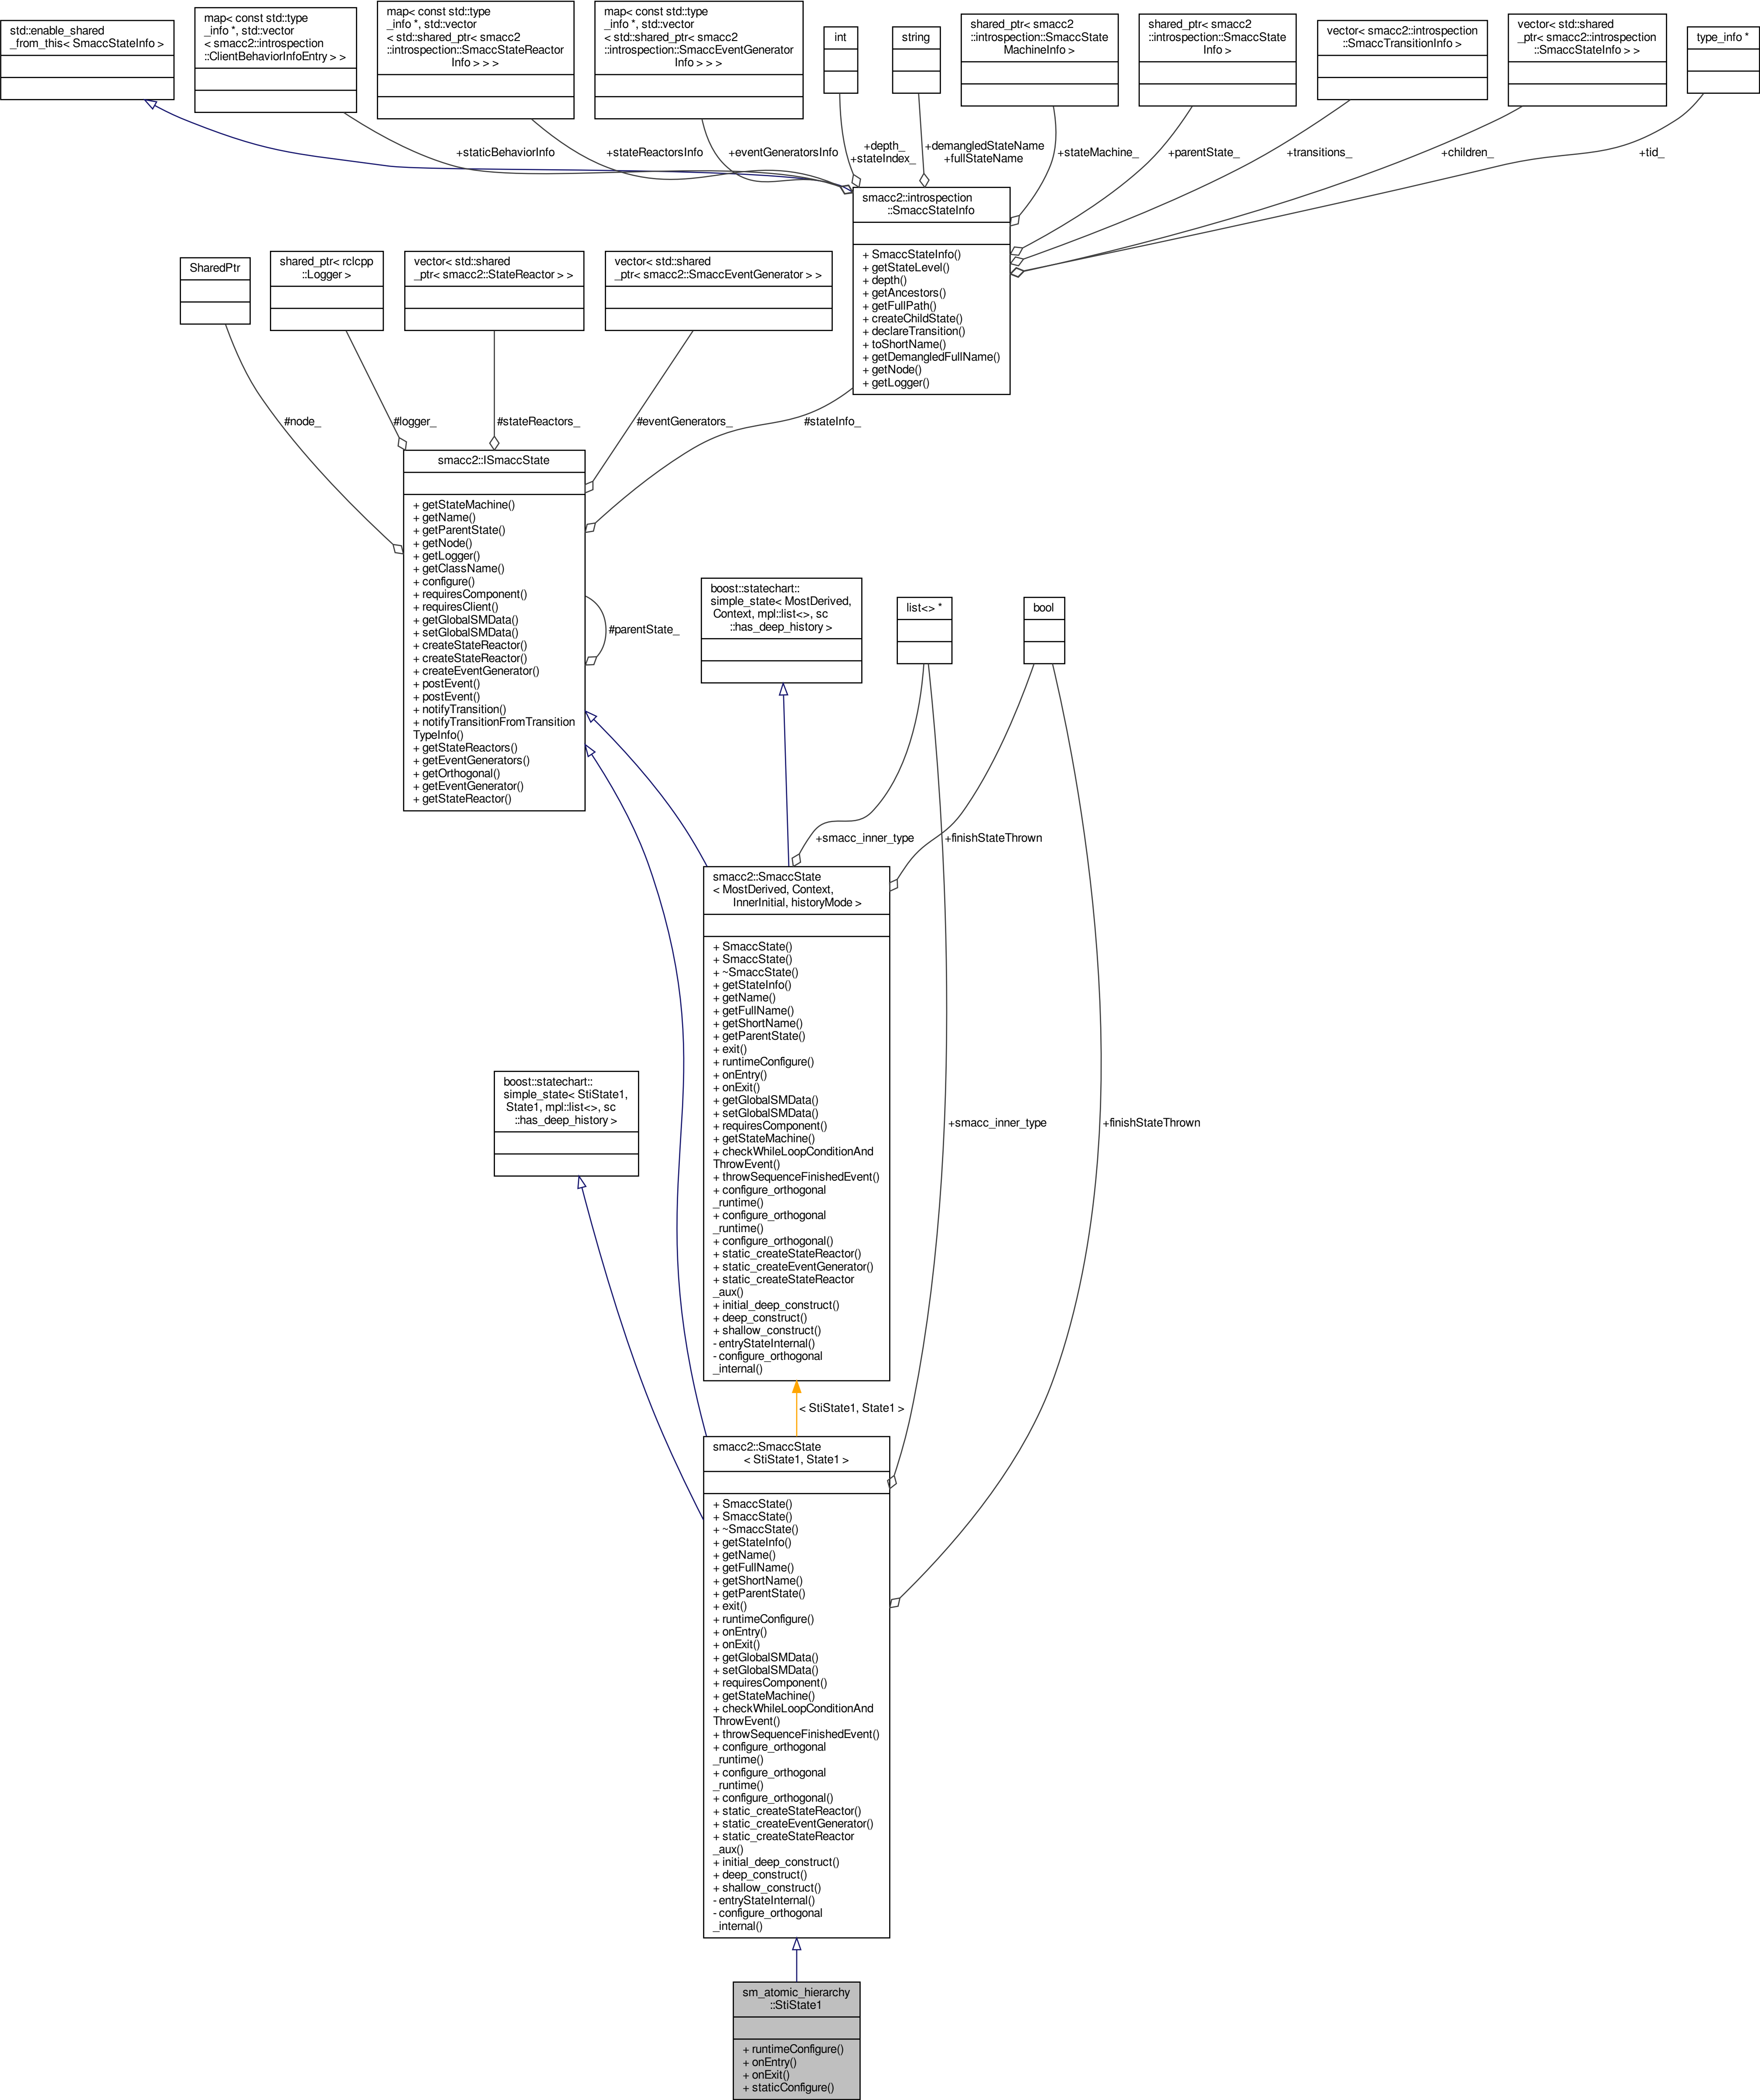 std::enable_shared
_from_this< SmaccStateInfo >
map< const std::type
_info *, std::vector
< smacc2::introspection
::ClientBehaviorInfoEntry > >
map< const std::type
_info *, std::vector
< std::shared_ptr< smacc2
::introspection::SmaccStateReactor
Info > > >
map< const std::type
_info *, std::vector
< std::shared_ptr< smacc2
::introspection::SmaccEventGenerator
Info > > >
int
string
shared_ptr< smacc2
::introspection::SmaccState
MachineInfo >
shared_ptr< smacc2
::introspection::SmaccState
Info >
vector< smacc2::introspection
::SmaccTransitionInfo >
vector< std::shared
_ptr< smacc2::introspection
::SmaccStateInfo > >
type_info *
+staticBehaviorInfo
+stateReactorsInfo
+eventGeneratorsInfo
+depth_
+stateIndex_
+demangledStateName
+fullStateName
+stateMachine_
+parentState_
+transitions_
+children_
+tid_
smacc2::introspection
::SmaccStateInfo
+ SmaccStateInfo()
+ getStateLevel()
+ depth()
+ getAncestors()
+ getFullPath()
+ createChildState()
+ declareTransition()
+ toShortName()
+ getDemangledFullName()
+ getNode()
+ getLogger()
SharedPtr
shared_ptr< rclcpp
::Logger >
vector< std::shared
_ptr< smacc2::StateReactor > >
vector< std::shared
_ptr< smacc2::SmaccEventGenerator > >
#node_
#logger_
#stateReactors_
#eventGenerators_
#stateInfo_
smacc2::ISmaccState
+ getStateMachine()
+ getName()
+ getParentState()
+ getNode()
+ getLogger()
+ getClassName()
+ configure()
+ requiresComponent()
+ requiresClient()
+ getGlobalSMData()
+ setGlobalSMData()
+ createStateReactor()
+ createStateReactor()
+ createEventGenerator()
+ postEvent()
+ postEvent()
+ notifyTransition()
+ notifyTransitionFromTransition
TypeInfo()
+ getStateReactors()
+ getEventGenerators()
+ getOrthogonal()
+ getEventGenerator()
+ getStateReactor()
#parentState_
boost::statechart::
simple_state< MostDerived,
Context, mpl::list<>, sc
::has_deep_history >
list<> *
bool
+smacc_inner_type
+finishStateThrown
smacc2::SmaccState
< MostDerived, Context,
InnerInitial, historyMode >
+ SmaccState()
+ SmaccState()
+ ~SmaccState()
+ getStateInfo()
+ getName()
+ getFullName()
+ getShortName()
+ getParentState()
+ exit()
+ runtimeConfigure()
+ onEntry()
+ onExit()
+ getGlobalSMData()
+ setGlobalSMData()
+ requiresComponent()
+ getStateMachine()
+ checkWhileLoopConditionAnd
ThrowEvent()
+ throwSequenceFinishedEvent()
+ configure_orthogonal
_runtime()
+ configure_orthogonal
_runtime()
+ configure_orthogonal()
+ static_createStateReactor()
+ static_createEventGenerator()
+ static_createStateReactor
_aux()
+ initial_deep_construct()
+ deep_construct()
+ shallow_construct()
- entryStateInternal()
- configure_orthogonal
_internal()
boost::statechart::
simple_state< StiState1,
State1, mpl::list<>, sc
::has_deep_history >
+smacc_inner_type
+finishStateThrown
< StiState1, State1 >
smacc2::SmaccState
< StiState1, State1 >
+ SmaccState()
+ SmaccState()
+ ~SmaccState()
+ getStateInfo()
+ getName()
+ getFullName()
+ getShortName()
+ getParentState()
+ exit()
+ runtimeConfigure()
+ onEntry()
+ onExit()
+ getGlobalSMData()
+ setGlobalSMData()
+ requiresComponent()
+ getStateMachine()
+ checkWhileLoopConditionAnd
ThrowEvent()
+ throwSequenceFinishedEvent()
+ configure_orthogonal
_runtime()
+ configure_orthogonal
_runtime()
+ configure_orthogonal()
+ static_createStateReactor()
+ static_createEventGenerator()
+ static_createStateReactor
_aux()
+ initial_deep_construct()
+ deep_construct()
+ shallow_construct()
- entryStateInternal()
- configure_orthogonal
_internal()
sm_atomic_hierarchy
::StiState1
+ runtimeConfigure()
+ onEntry()
+ onExit()
+ staticConfigure()